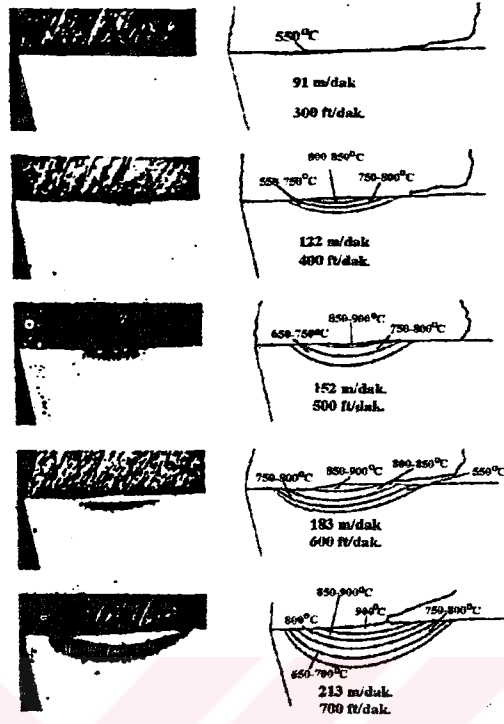 550°C
91 m/dak
300 ft/dak.
800-850°C
550-750°C
750-800°C
122 m/dak
400 ft/dak.
850-900°C
650-750°C
750-800°C
152 m/dak.
500 ft/dak.
750-800°C
850-900°C
800-850°C
550°C
183 m/dak
600 ft/dak.
850-900°C
800°C
900°C
750-800°C
650-700°C
213 m/dak.
700 ft/dak.